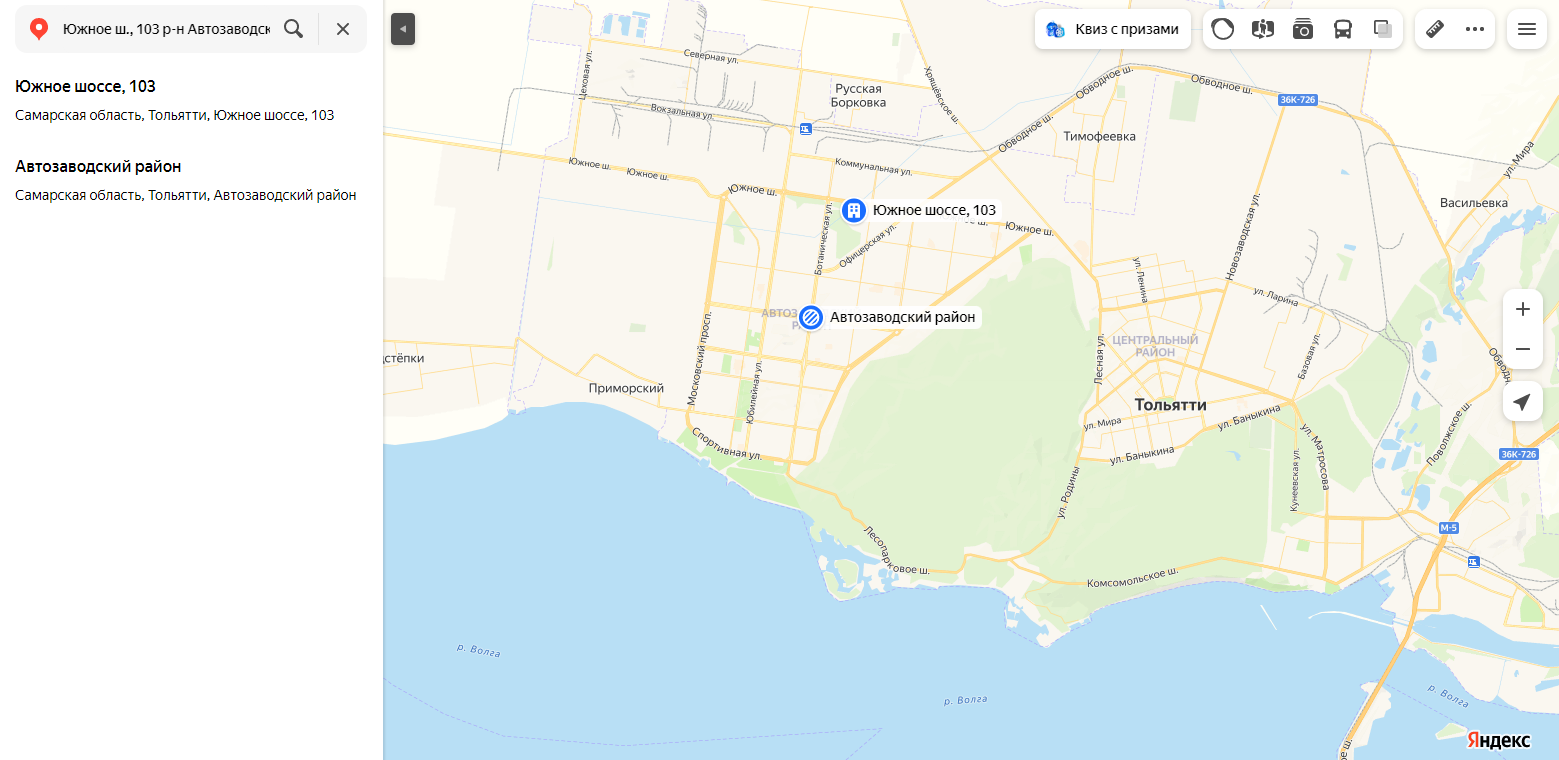 Южное ш., 103 р-н Автозаводск
Южное шоссе, 103
Самарская область, Тольятти, Южное шоссе, 103
Автозаводский район
Самарская область, Тольятти, Автозаводский район
Квиз с призами
Северная ул.
Цеховая ул.
Вокзальная ул.
Хрящёвское ш.
Русская
Борковка
Обводное ш.
Обводное ш.
36К-726
Обводное ш.
Тимофеевка
ул. Мира
Васильевка
Южное ш.
Южное ш.
Коммунальная ул.
Южное ш.
Южное шоссе, 103
ш.
Южное ш.
Ботаническая ул.
Офицерская ул.
Новозаводская ул.
ул. Ленина
ул. Ларина
АВТОЗ
Р
Автозаводский район
Московский просп.
ЦЕНТРАЛЬНЫЙ
РАЙОН
Лесная ул.
Базовая ул.
Обводн
дстёпки
Приморский
Юбилейная ул.
Тольятти
ул. Мира
ул. Баныкина
ул. Баныкина
Спортивная ул.
ул. Матросова
Поволжское ш.
36К-726
Кунеевская ул.
ул. Родины
М-5
Лесопарковое ш.
Комсомольское ш.
р. Волга
р. Волга
р. Волга
ое ш.
Яндекс